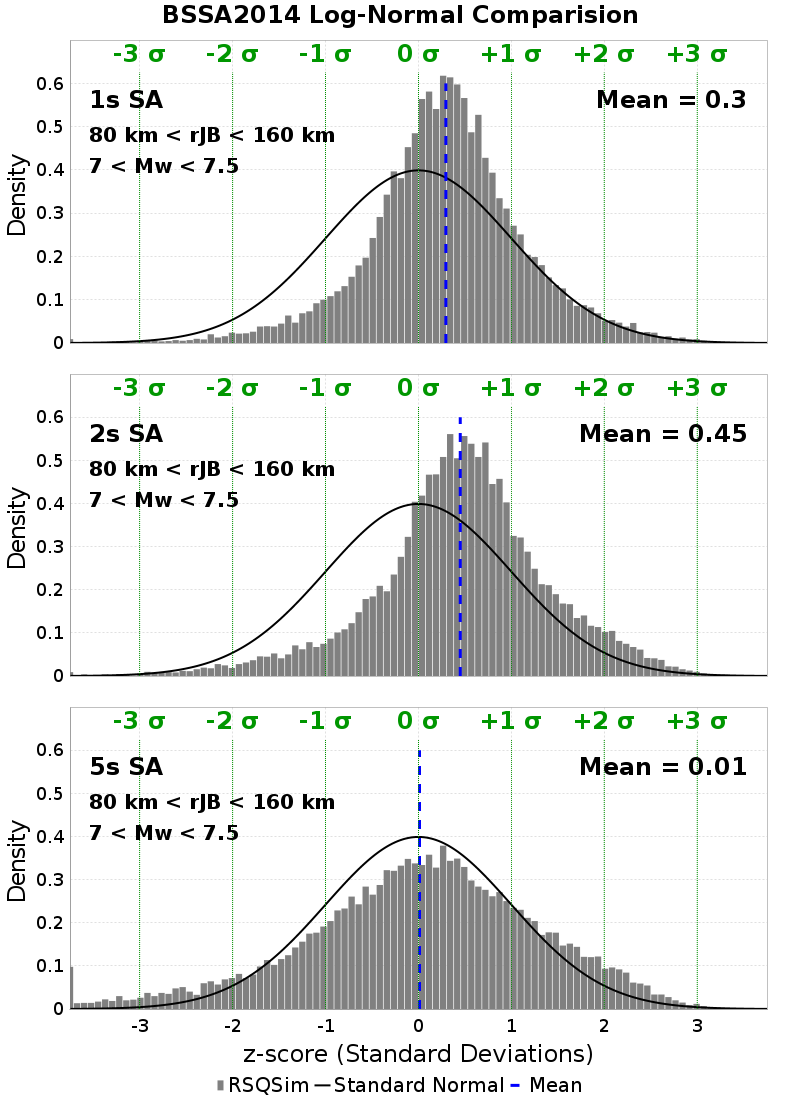 BSSA2014 Log-Normal Comparision
-3 σ -2 σ -1 σ 0 σ +1 σ +2 σ +3 σ
1s SA
Mean = 0.3
80 km < rJB < 160 km
7 < Mw < 7.5
Density
0.6
0.5
0.4
0.3
0.2
0.1
0
-3 σ -2 σ -1 σ 0 σ +1 σ +2 σ +3 σ
2s SA
Mean = 0.45
80 km < rJB < 160 km
7 < Mw < 7.5
Density
0.6
0.5
0.4
0.3
0.2
0.1
0
-3 σ -2 σ -1 σ 0 σ +1 σ +2 σ +3 σ
5s SA
Mean = 0.01
80 km < rJB < 160 km
7 < Mw < 7.5
Density
0.6
0.5
0.4
0.3
0.2
0.1
0
-3 -2 -1 0 1 2 3
z-score (Standard Deviations)
RSQSim Standard Normal Mean